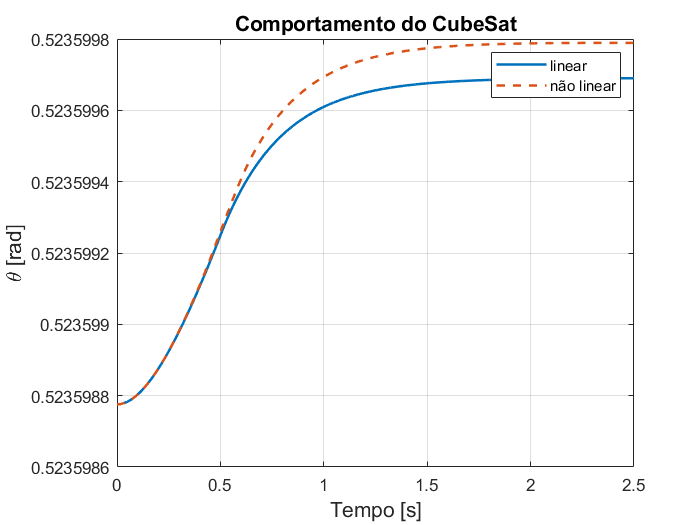 Comportamento do CubeSat
0.5235998
0.5235996
0.5235994
0.5235992
0.523599
0.5235988
0.5235986
θ [rad]
linear
não linear
0
0.5
1
1.5
2
2.5
Tempo [s]